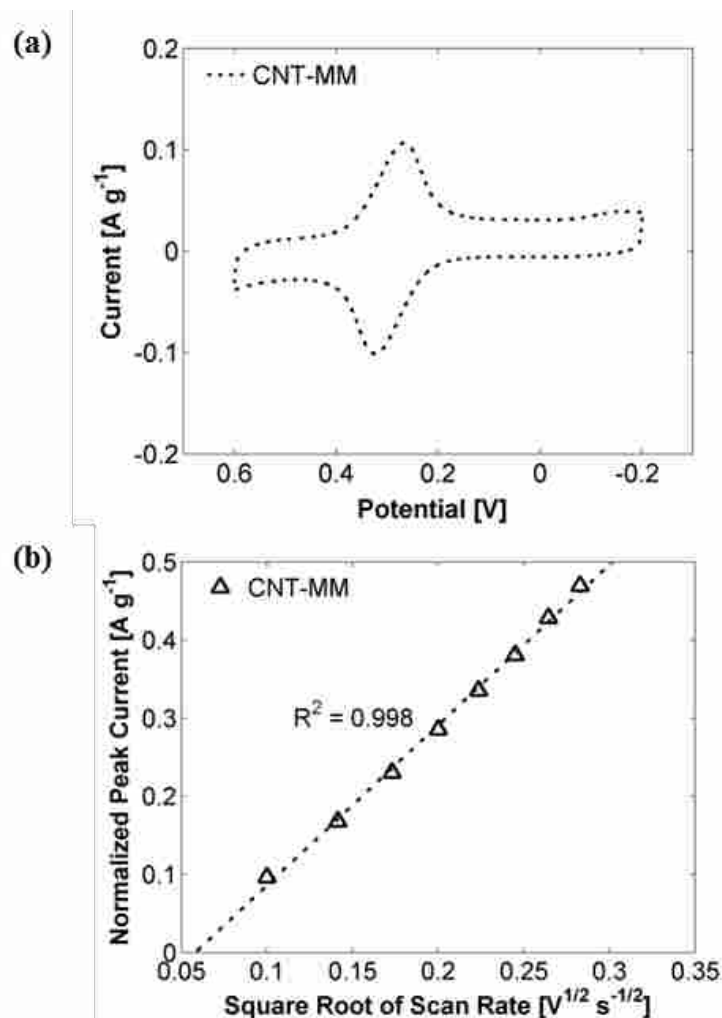 (a)
0.2
CNT-MM
0.1
0
-0.1
-0.2
Current [A g⁻¹]
0.6 0.4 0.2 0 -0.2
Potential [V]
(b)
0.5
CNT-MM
0.4
0.3
R² = 0.998
0.2
0.1
0
Normalized Peak Current [A g⁻¹]
0.05 0.1 0.15 0.2 0.25 0.3 0.35
Square Root of Scan Rate [V^1/2 s^-1/2]